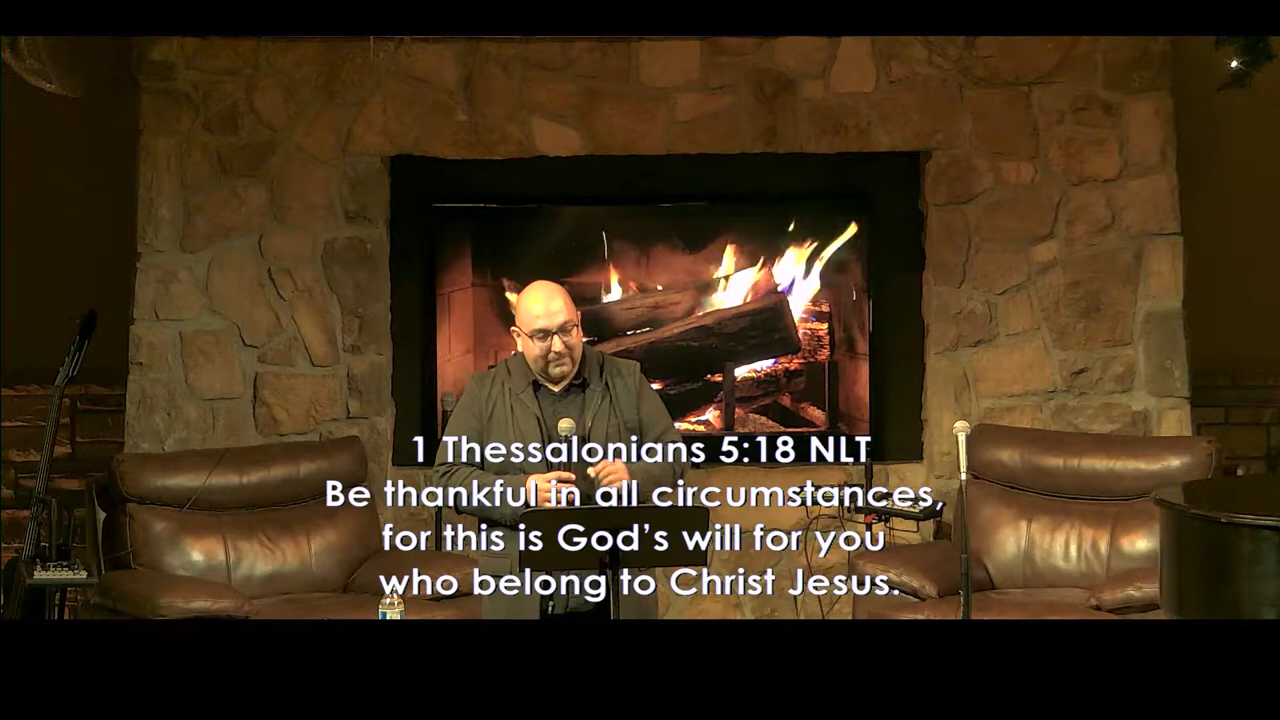 1 Thessalonians 5:18 NLT
Be thankful in all circumstances,
for this is God's will for you
who belong to Christ Jesus.